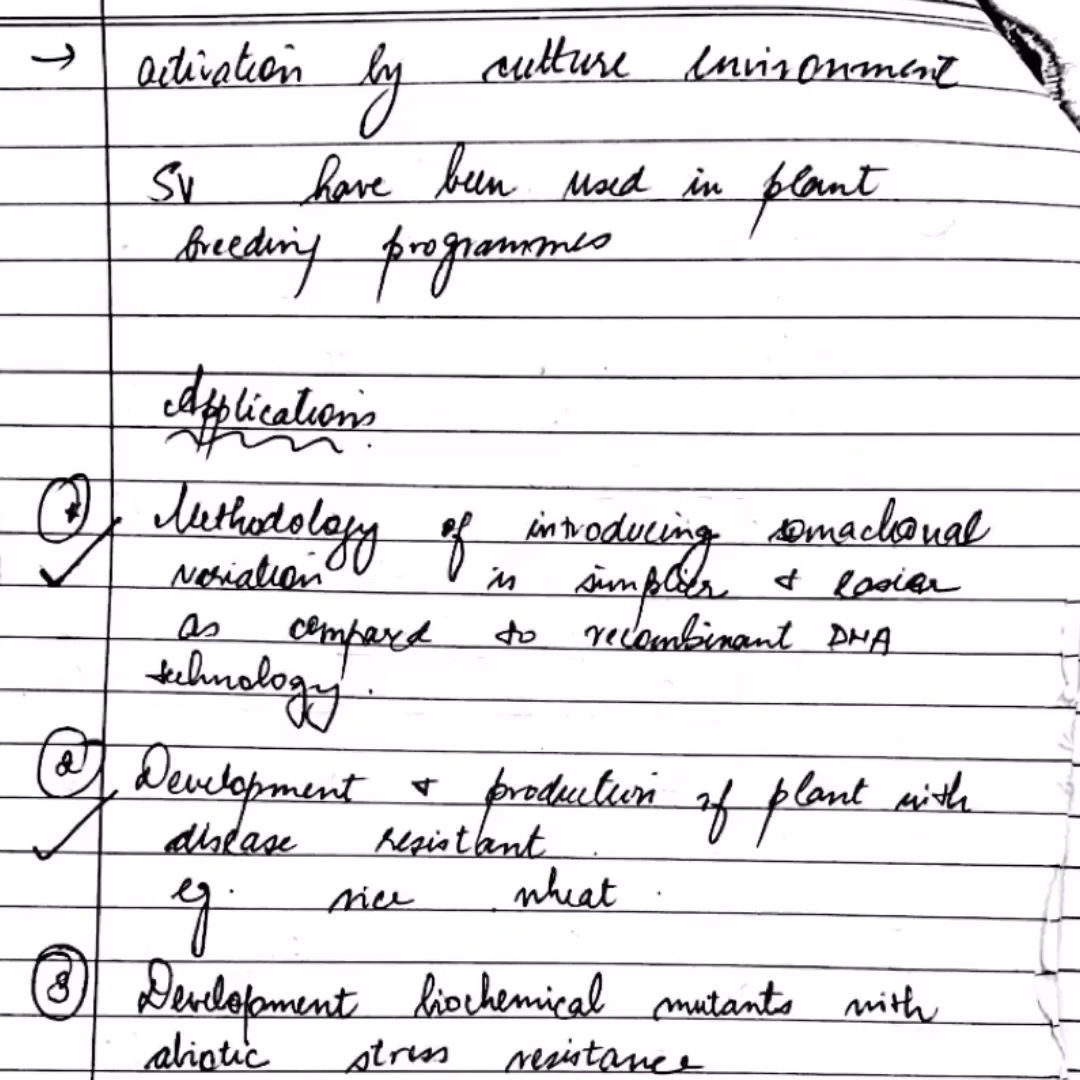 → activation by culture environment
SV have been used in plant
breeding programmes
Applications.
① Methodology of introducing somaclonal
variation is simplier & easier
as compared to recombinant DNA
technology.
② Development & production of plant with
disease resistant.
eg. rice wheat.
③ Development biochemical mutants with
abiotic stress resistance